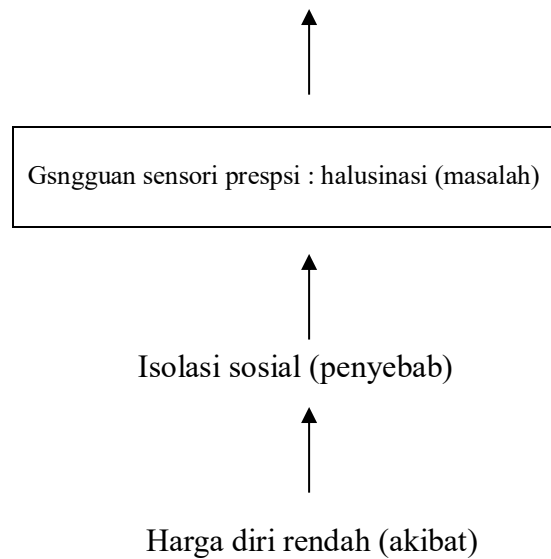 Gsngguan sensori prespsi : halusinasi (masalah)
Isolasi sosial (penyebab)
Harga diri rendah (akibat)